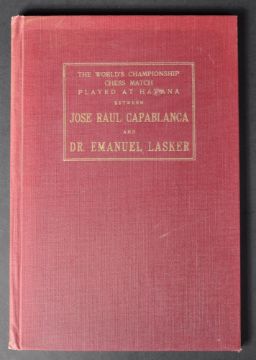 THE WORLD'S CHAMPIONSHIP
CHESS MATCH
PLAYED AT HAVANA
BETWEEN
JOSE RAUL CAPABLANCA
AND
DR. EMANUEL LASKER